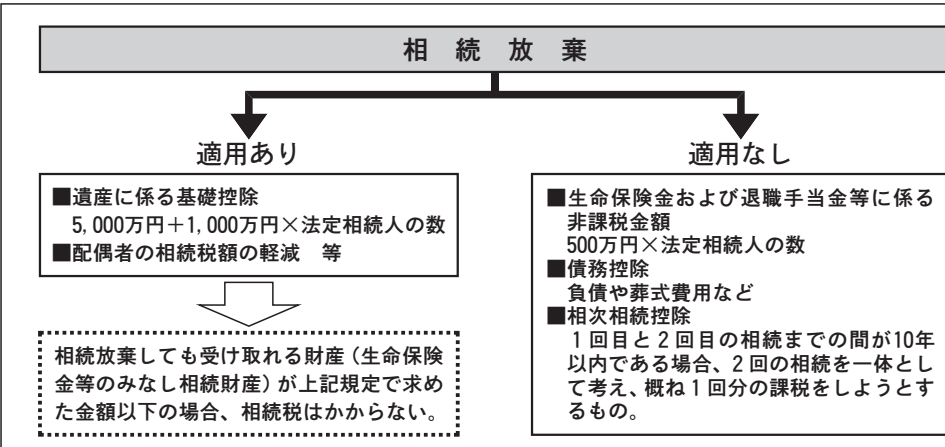 相続放棄
適用あり
■遺産に係る基礎控除
5,000万円＋1,000万円×法定相続人の数
■配偶者の相続税額の軽減　等
相続放棄しても受け取れる財産（生命保険
金等のみなし相続財産）が上記規定で求め
た金額以下の場合、相続税はかからない。
適用なし
■生命保険金および退職手当金等に係る
非課税金額
500万円×法定相続人の数
■債務控除
負債や葬式費用など
■相次相続控除
１回目と２回目の相続までの間が10年
以内である場合、２回の相続を一体とし
て考え、概ね１回分の課税をしようとす
るもの。